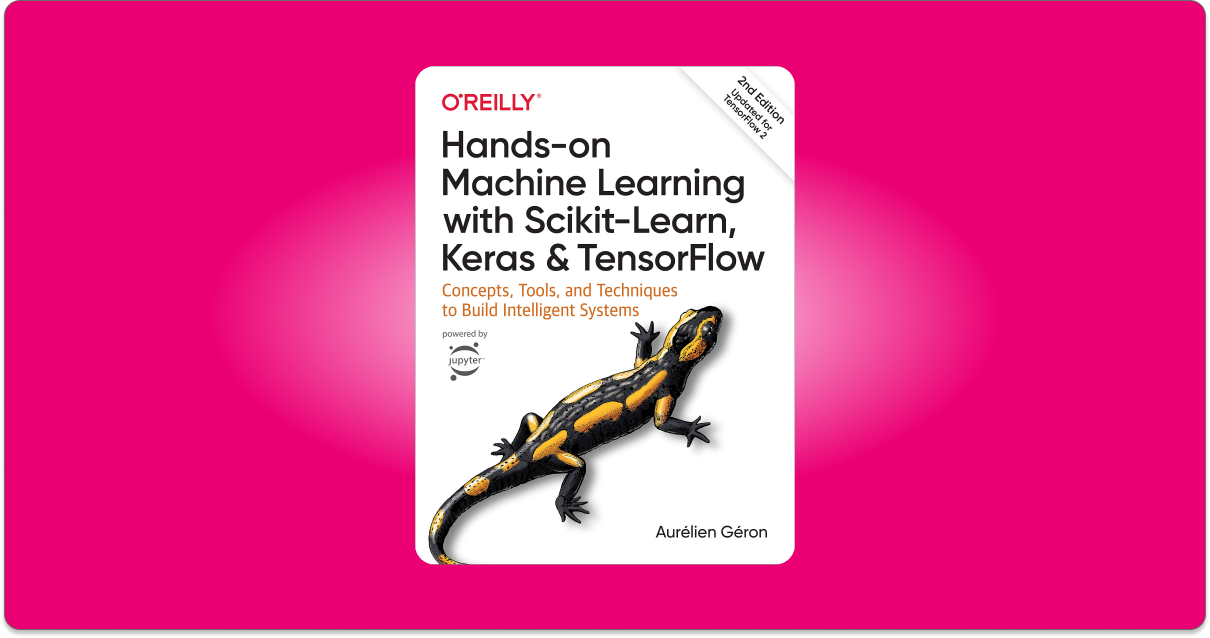 O'REILLY®
2nd Edition
Updated for
TensorFlow 2
Hands-on
Machine Learning
with Scikit-Learn,
Keras & TensorFlow
Concepts, Tools, and Techniques
to Build Intelligent Systems
powered by
jupyter
Aurélien Géron